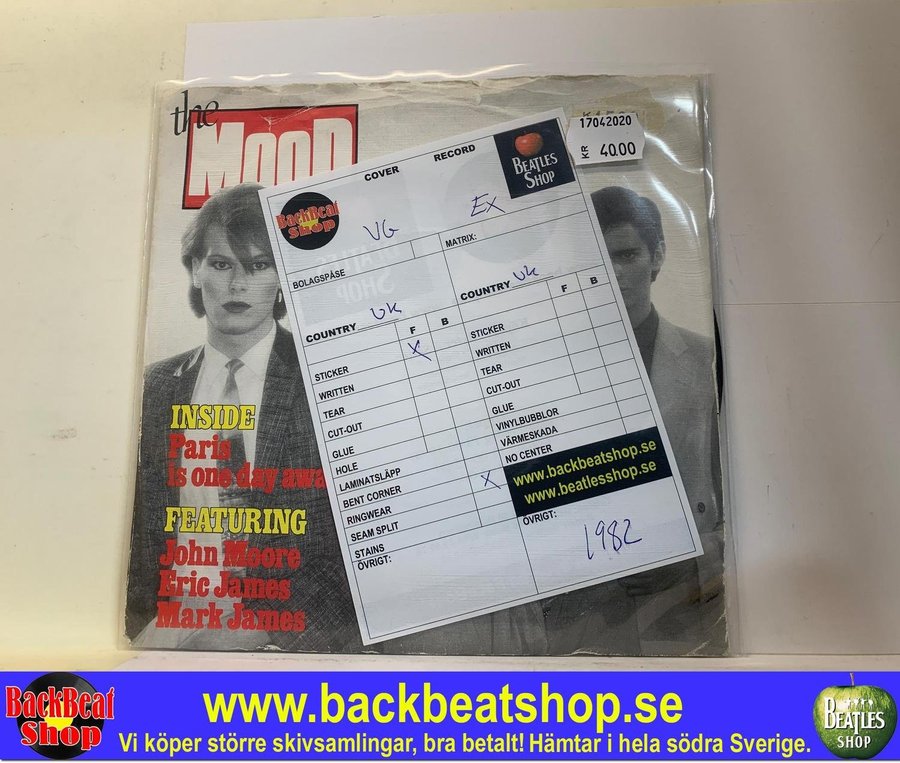 the
MOOD
17042020
KR 40.00
COVER
RECORD
BackBeat
Shop
BEATLES
SHOP
VG
EX
BOLAGSPÅSE
MATRIX:
COUNTRY UK
COUNTRY UK
F B
F B
STICKER X
WRITTEN
TEAR
CUT-OUT
GLUE
HOLE
LAMINATSLÄPP
BENT CORNER
RINGWEAR X
SEAM SPLIT
STAINS
ÖVRIGT:
STICKER
WRITTEN
TEAR
CUT-OUT
GLUE
VINYLBUBBLOR
VÄRMESKADA
NO CENTER
www.backbeatshop.se
www.beatlesshop.se
ÖVRIGT:
1982
INSIDE
Paris
is one day awa
FEATURING
John Moore
Eric James
Mark James
BackBeat
Shop
www.backbeatshop.se
Vi köper större skivsamlingar, bra betalt! Hämtar i hela södra Sverige.
BEATLES
SHOP